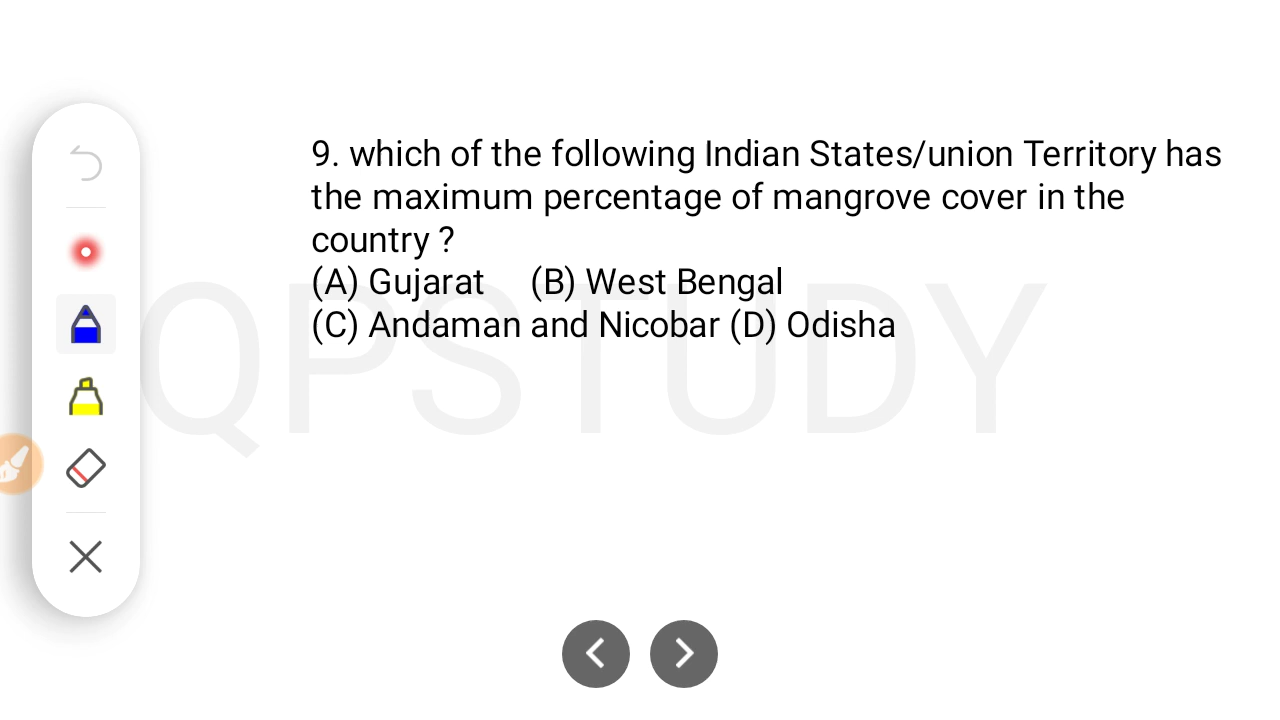 9. which of the following Indian States/union Territory has
the maximum percentage of mangrove cover in the
country ?
(A) Gujarat (B) West Bengal
(C) Andaman and Nicobar (D) Odisha
QPSTUDY